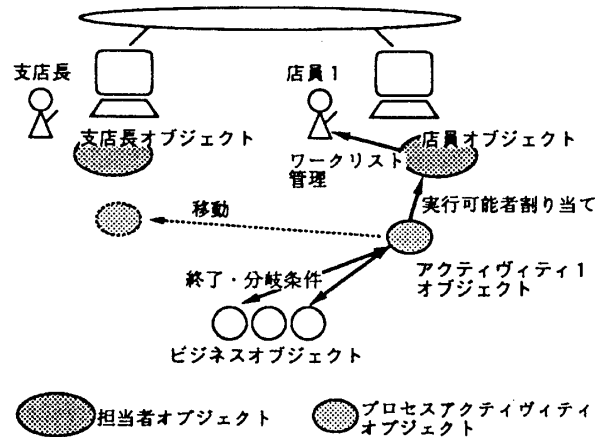 支店長
店員1
支店長オブジェクト
店員オブジェクト
ワークリスト
管理
移動
実行可能者割り当て
終了・分岐条件
アクティヴィティ1
オブジェクト
ビジネスオブジェクト
担当者オブジェクト
プロセスアクティヴィティ
オブジェクト